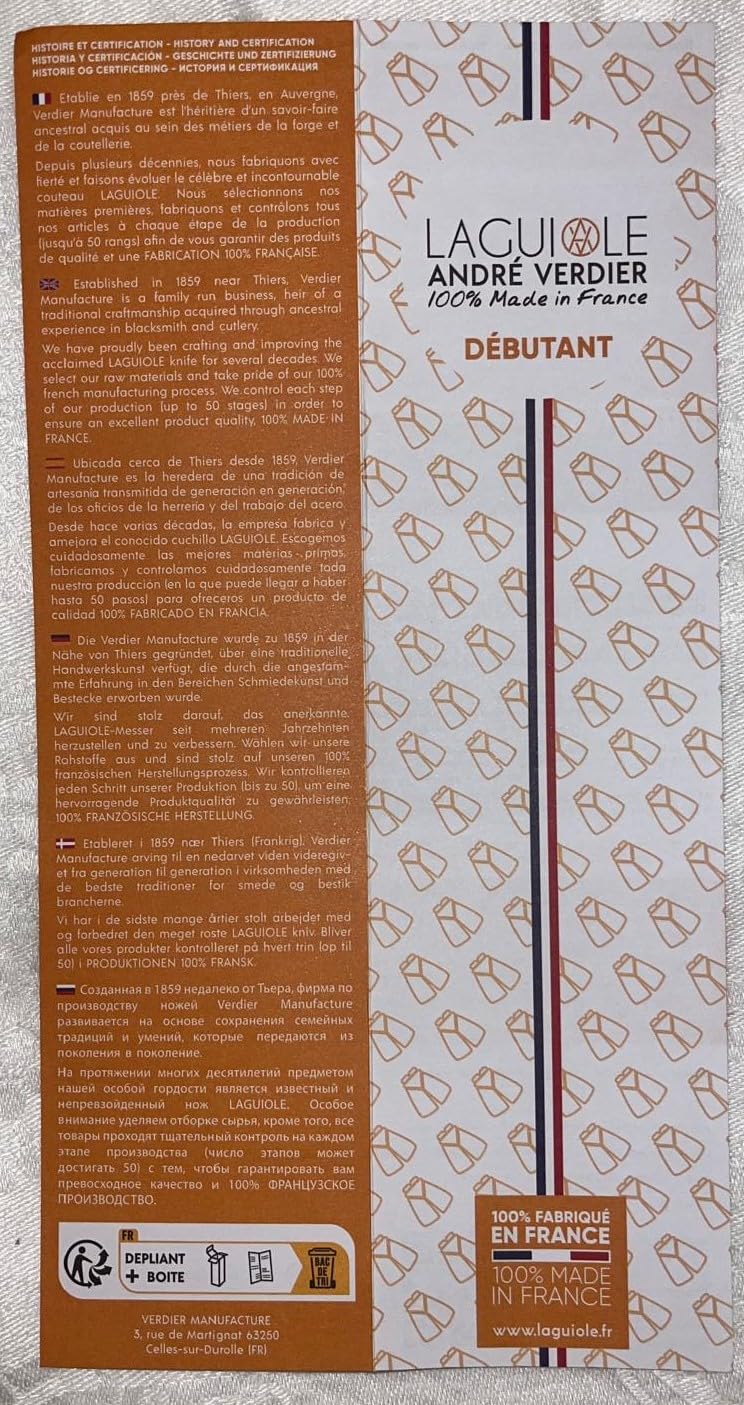 HISTOIRE ET CERTIFICATION - HISTORY AND CERTIFICATION
HISTORIA Y CERTIFICACIÓN - GESCHICHTE UND ZERTIFIZIERUNG
HISTORIE OG CERTIFICERING - ИСТОРИЯ И СЕРТИФИКАЦИЯ
Etablie en 1859 près de Thiers, en Auvergne,
Verdier Manufacture est l'héritière d'un savoir-faire
ancestral acquis au sein des métiers de la forge et
de la coutellerie.
Depuis plusieurs décennies, nous fabriquons avec
fierté et faisons évoluer le célèbre et incontournable
couteau LAGUIOLE. Nous sélectionnons nos
matières premières, fabriquons et contrôlons tous
nos articles à chaque étape de la production
(jusqu'à 50 rangs) afin de vous garantir des produits
de qualité et une FABRICATION 100% FRANÇAISE.
Established in 1859 near Thiers, Verdier
Manufacture is a family run business, heir of a
traditional craftmanship acquired through ancestral
experience in blacksmith and cutlery.
We have proudly been crafting and improving the
acclaimed LAGUIOLE knife for several decades. We
select our raw materials and take pride of our 100%
french manufacturing process. We control each step
of our production (up to 50 stages) in order to
ensure an excellent product quality, 100% MADE IN
FRANCE.
Ubicada cerca de Thiers desde 1859, Verdier
Manufacture es la heredera de una tradición de
artesanía transmitida de generación en generación,
de los oficios de la herrería y del trabajo del acero.
Desde hace varias décadas, la empresa fabrica y
amejora el conocido cuchillo LAGUIOLE. Escogemos
cuidadosamente las mejores materias primas,
fabricamos y controlamos cuidadosamente toda
nuestra producción (en la que puede llegar a haber
hasta 50 pasos) para ofreceros un producto de
calidad 100% FABRICADO EN FRANCIA.
Die Verdier Manufacture wurde zu 1859 in der
Nähe von Thiers gegründet, über eine traditionelle
Handwerkskunst verfügt, die durch die angestam-
mte Erfahrung in den Bereichen Schmiedekunst und
Bestecke erworben wurde.
Wir sind stolz darauf, das anerkannte
LAGUIOLE-Messer seit mehreren Jahrzehnten
herzustellen und zu verbessern. Wählen wir unsere
Rohstoffe aus und sind stolz auf unseren 100%
französischen Herstellungsprozess. Wir kontrollieren
jeden Schritt unserer Produktion (bis zu 50), um eine
hervorragende Produktqualität zu gewährleisten,
100% FRANZÖSISCHE HERSTELLUNG.
Etableret i 1859 nær Thiers (Frankrig), Verdier
Manufacture arving til en nedarvet viden videregiv-
et fra generation til generation i virksomheden med
de bedste traditioner for smede og bestik
brancherne.
Vi har i de sidste mange årtier stolt arbejdet med
og forbedret den meget roste LAGUIOLE kniv. Bliver
alle vores produkter kontrolleret på hvert trin (op til
50) i PRODUKTIONEN 100% FRANSK.
Созданная в 1859 недалеко от Тьера, фирма по
производству ножей Verdier Manufacture
развивается на основе сохранения семейных
традиций и умений, которые передаются из
поколения в поколение.
На протяжении многих десятилетий предметом
нашей особой гордости является известный и
непревзойденный нож LAGUIOLE. Особое
внимание уделяем отборке сырья, кроме того, все
товары проходят тщательный контроль на каждом
этапе производства (число этапов может
достигать 50) с тем, чтобы гарантировать вам
превосходное качество и 100% ФРАНЦУЗСКОЕ
ПРОИЗВОДСТВО.
FR
DEPLIANT
+ BOITE
BAC
DE
TRI
VERDIER MANUFACTURE
3, rue de Martignat 63250
Celles-sur-Durolle (FR)
LAGUIOLE
ANDRÉ VERDIER
100% Made in France
DÉBUTANT
100% FABRIQUÉ
EN FRANCE
100% MADE
IN FRANCE
www.laguiole.fr